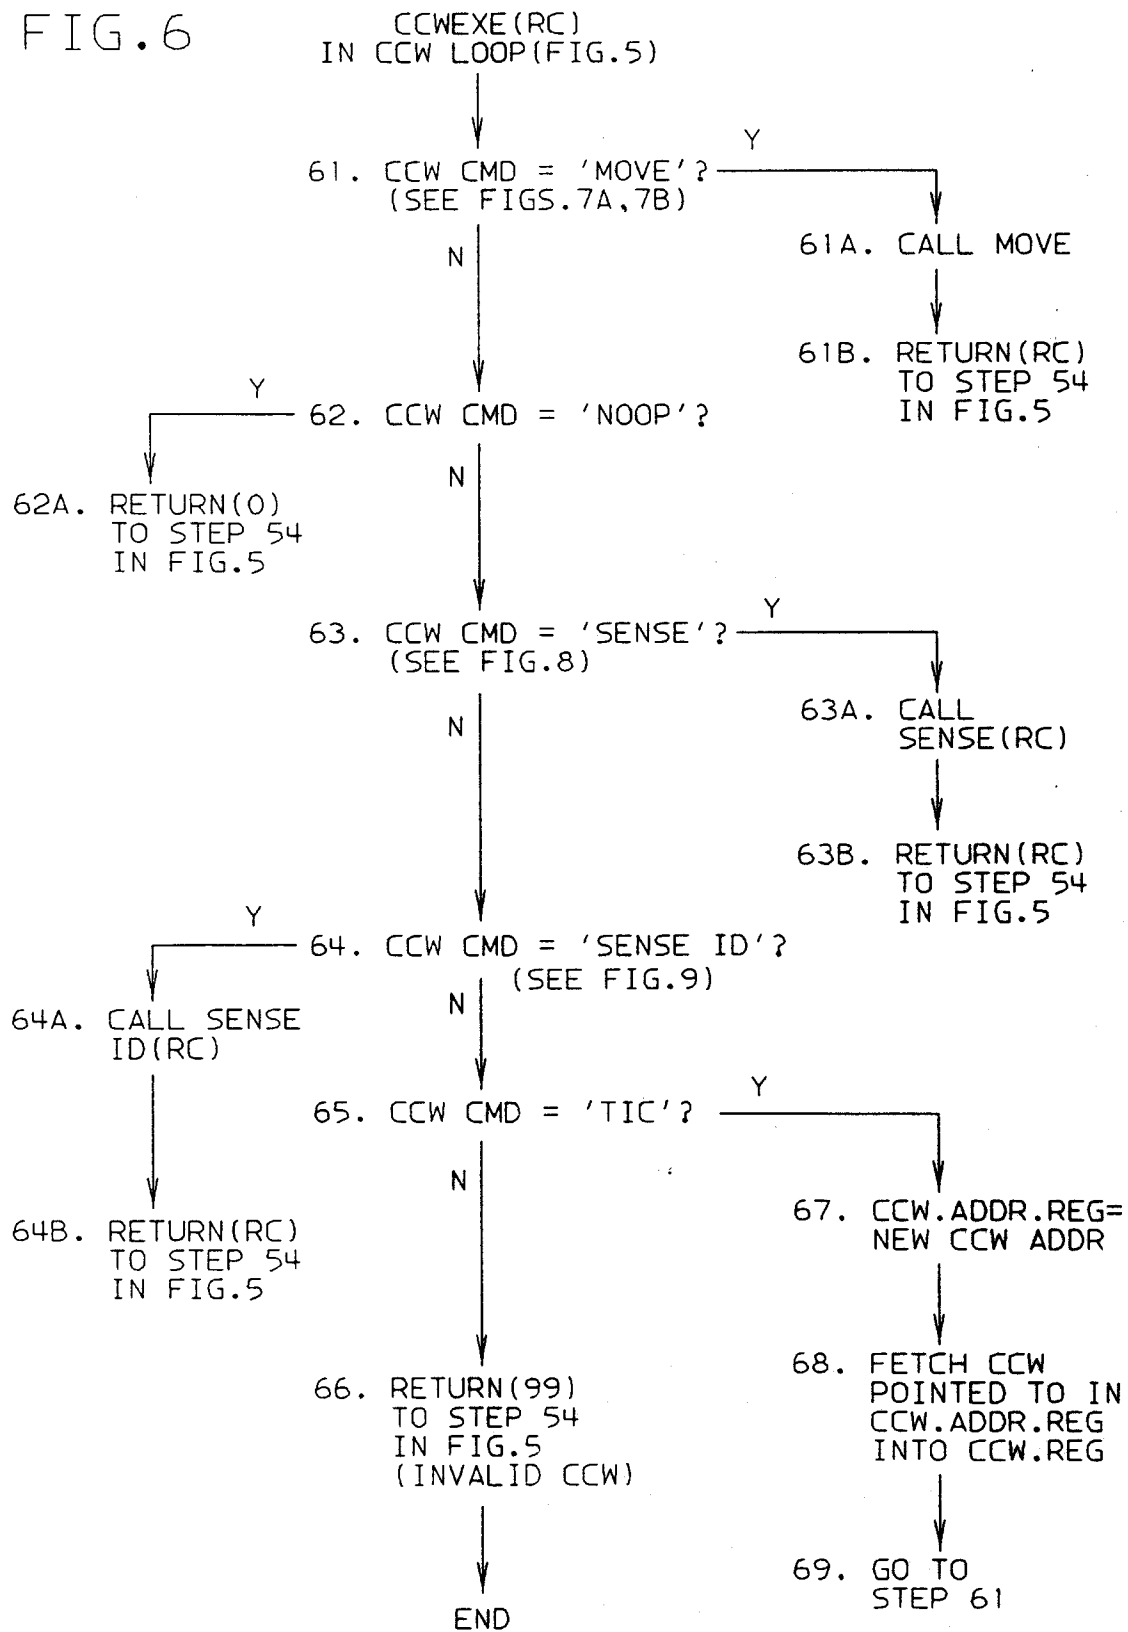 FIG.6
CCWEXE(RC)
IN CCW LOOP(FIG.5)
Y
61. CCW CMD = 'MOVE'?
(SEE FIGS.7A,7B)
N
61A. CALL MOVE
61B. RETURN(RC)
TO STEP 54
IN FIG.5
Y
62. CCW CMD = 'NOOP'?
N
62A. RETURN(0)
TO STEP 54
IN FIG.5
Y
63. CCW CMD = 'SENSE'?
(SEE FIG.8)
N
63A. CALL
SENSE(RC)
63B. RETURN(RC)
TO STEP 54
IN FIG.5
Y
64. CCW CMD = 'SENSE ID'?
(SEE FIG.9)
N
64A. CALL SENSE
ID(RC)
64B. RETURN(RC)
TO STEP 54
IN FIG.5
Y
65. CCW CMD = 'TIC'?
N
67. CCW.ADDR.REG=
NEW CCW ADDR
68. FETCH CCW
POINTED TO IN
CCW.ADDR.REG
INTO CCW.REG
69. GO TO
STEP 61
66. RETURN(99)
TO STEP 54
IN FIG.5
(INVALID CCW)
END